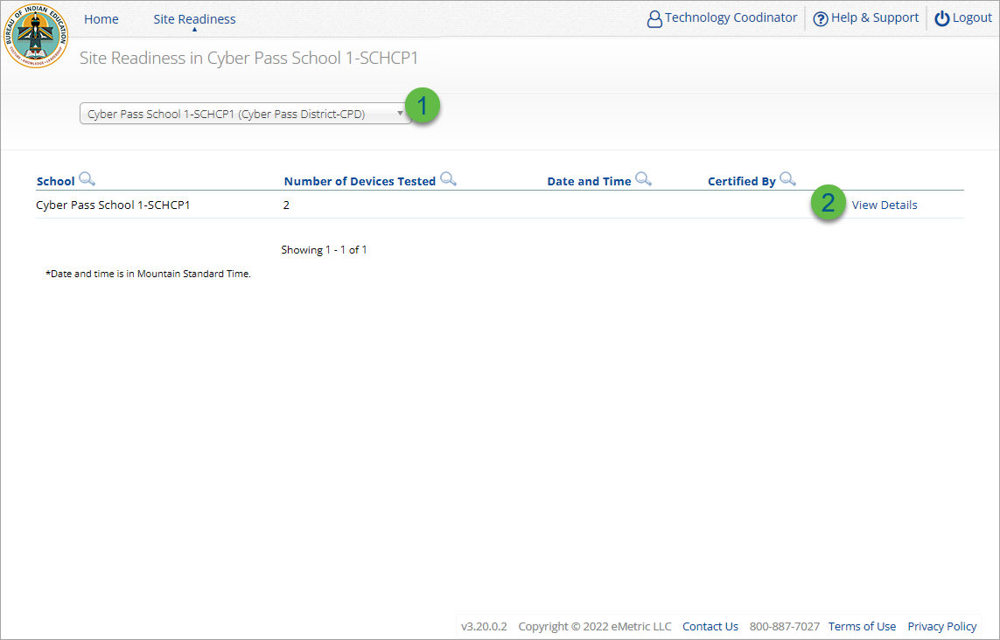 BUREAU OF INDIAN EDUCATION
CULTURE • KNOWLEDGE • LEADERSHIP
Home Site Readiness Technology Coodinator Help & Support Logout
Site Readiness in Cyber Pass School 1-SCHCP1
Cyber Pass School 1-SCHCP1 (Cyber Pass District-CPD) 1
School Number of Devices Tested Date and Time Certified By
Cyber Pass School 1-SCHCP1 2 2 View Details
Showing 1 - 1 of 1
*Date and time is in Mountain Standard Time.
v3.20.0.2 Copyright © 2022 eMetric LLC Contact Us 800-887-7027 Terms of Use Privacy Policy